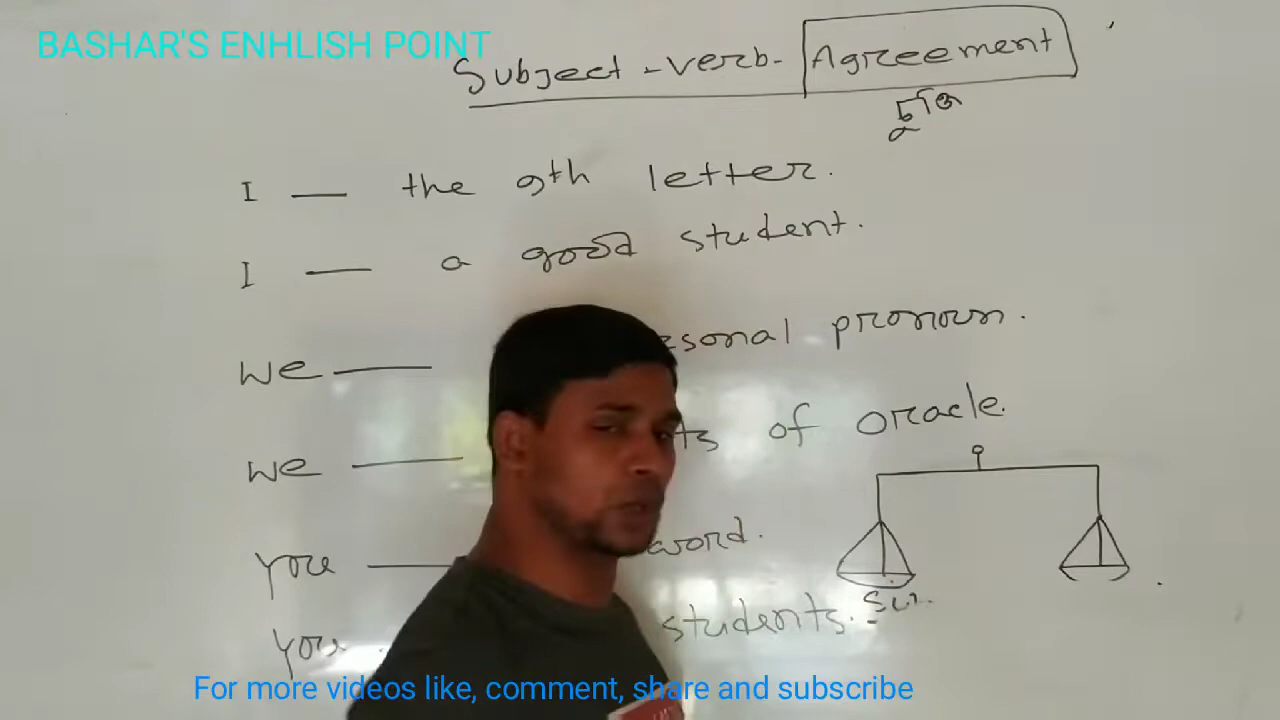 BASHAR'S ENHLISH POINT
Subject-verb-Agreement
চুক্তি
I — the 9th letter.
I — a good student.
we — pronoun.
we — of oracle.
you — word.
you students.
For more videos like, comment, share and subscribe